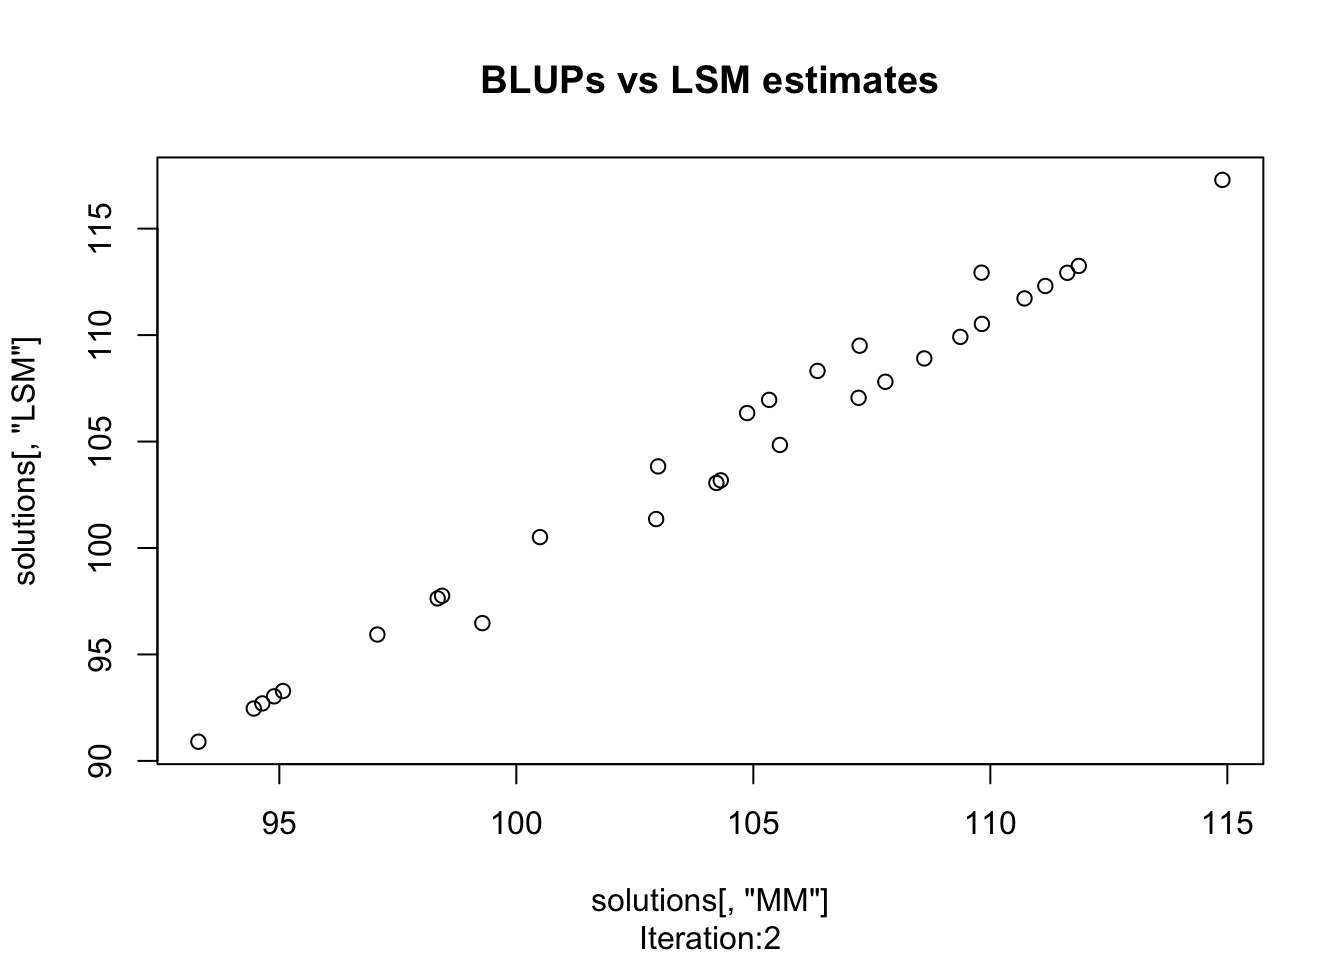 BLUPs vs LSM estimates
solutions[, "LSM"]
115
110
105
100
95
90
95
100
105
110
115
solutions[, "MM"]
Iteration:2